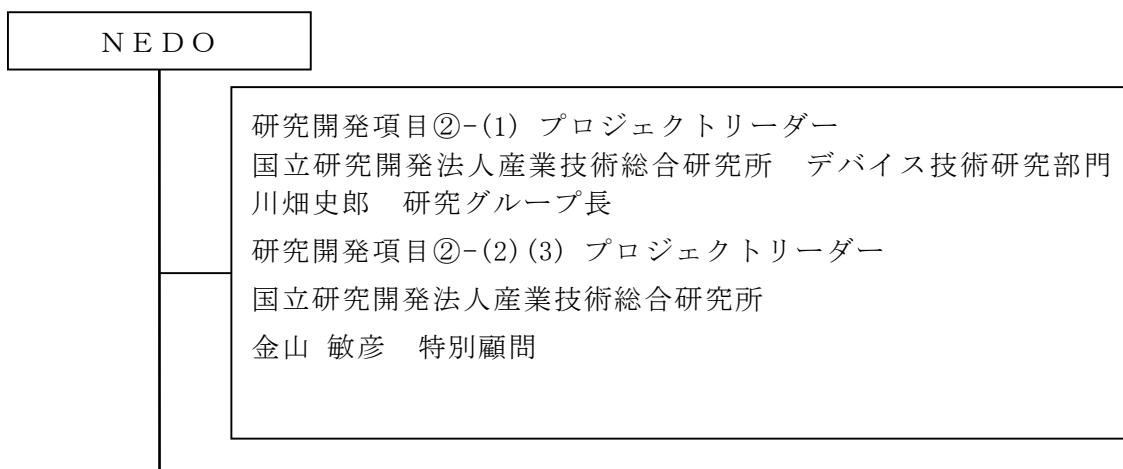 ＮＥＤＯ
研究開発項目②-(1) プロジェクトリーダー
国立研究開発法人産業技術総合研究所　デバイス技術研究部門
川畑史郎　研究グループ長
研究開発項目②-(2)(3) プロジェクトリーダー
国立研究開発法人産業技術総合研究所
金山 敏彦　特別顧問